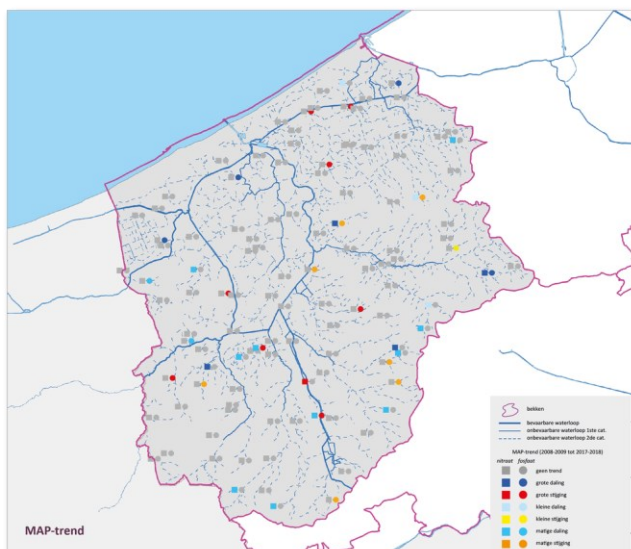 bekken
bevaarbare waterloop
onbevaarbare waterloop 1ste cat.
onbevaarbare waterloop 2de cat.
MAP-trend (2008-2009 tot 2017-2018)
nitraat fosfaat
geen trend
grote daling
grote stijging
kleine daling
kleine stijging
matige daling
matige stijging
MAP-trend